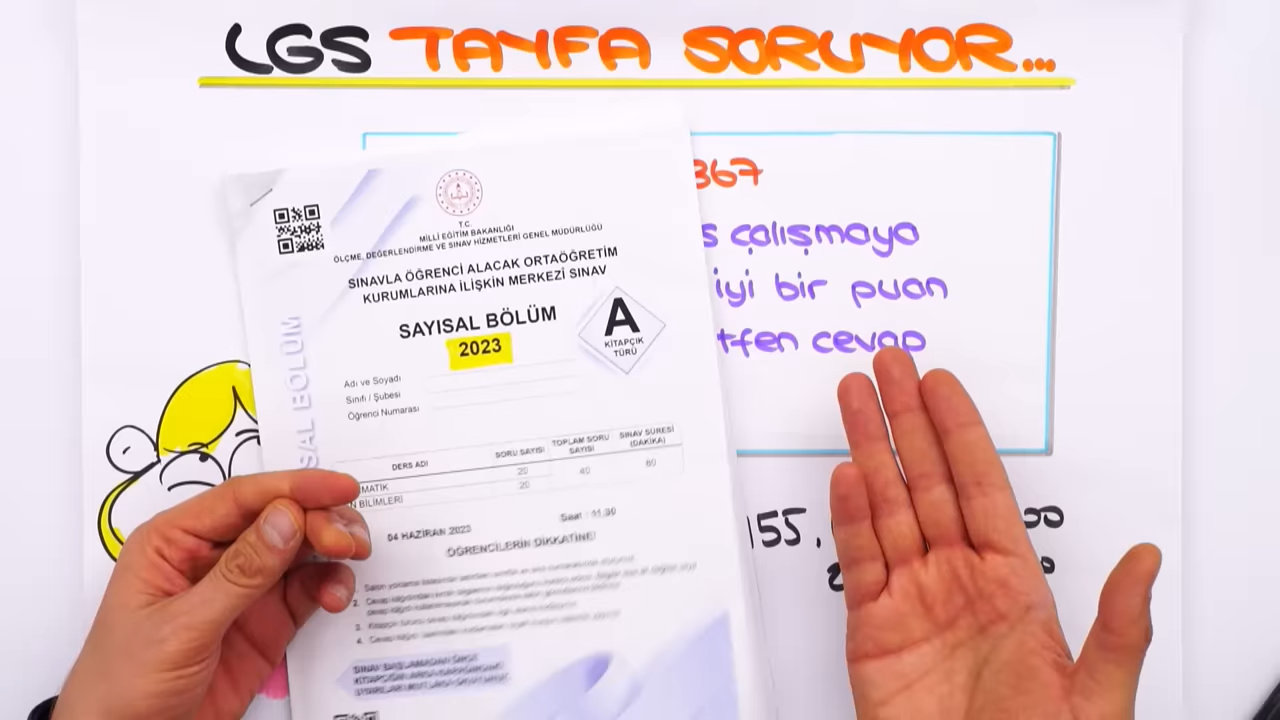 LGS TAYFA SORUYOR...
367
s çalışmaya
iyi bir puan
tfen cevap
155.
T.C.
MİLLİ EĞİTİM BAKANLIĞI
ÖLÇME, DEĞERLENDİRME VE SINAV HİZMETLERİ GENEL MÜDÜRLÜĞÜ
SINAVLA ÖĞRENCİ ALACAK ORTAÖĞRETİM
KURUMLARINA İLİŞKİN MERKEZİ SINAV
SAYISAL BÖLÜM
2023
A
KİTAPÇIK
TÜRÜ
SAL BÖLÜM
Adı ve Soyadı
Sınıfı / Şubesi
Öğrenci Numarası
DERS ADI SORU SAYISI TOPLAM SORU SAYISI SINAV SÜRESİ (DAKİKA)
MATİK 20 40 80
N BİLİMLERİ 20
04 HAZİRAN 2023 Saat : 11.30
ÖĞRENCİLERİN DİKKATİNE!